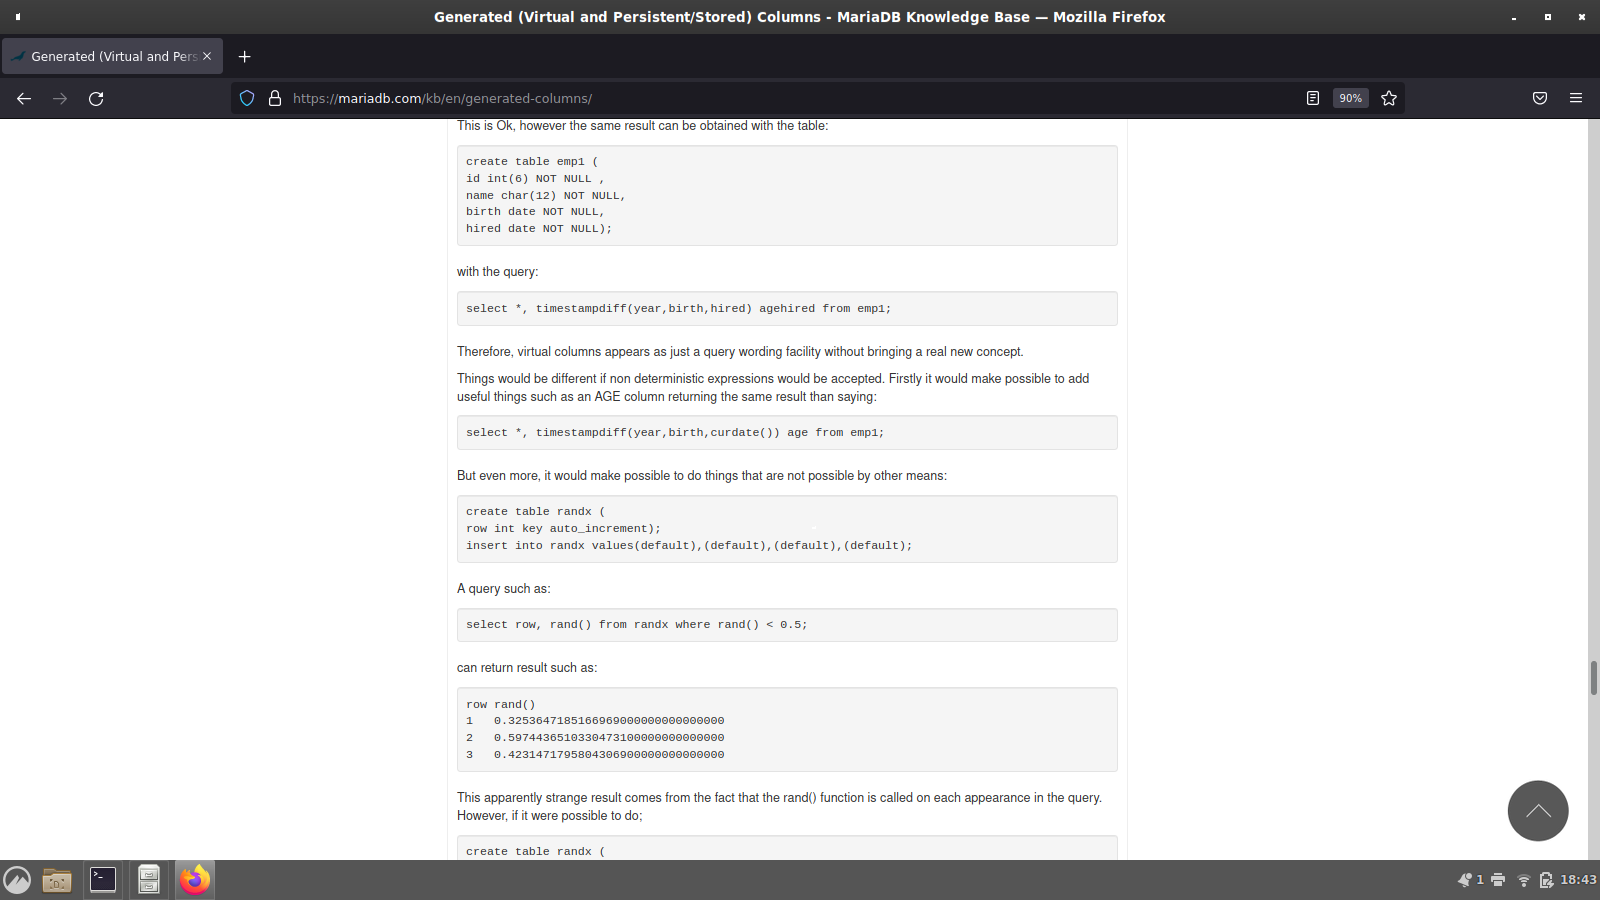 Generated (Virtual and Persistent/Stored) Columns - MariaDB Knowledge Base — Mozilla Firefox
Generated (Virtual and Pers
https://mariadb.com/kb/en/generated-columns/
90%
This is Ok, however the same result can be obtained with the table:
create table emp1 (
id int(6) NOT NULL ,
name char(12) NOT NULL,
birth date NOT NULL,
hired date NOT NULL);
with the query:
select *, timestampdiff(year,birth,hired) agehired from emp1;
Therefore, virtual columns appears as just a query wording facility without bringing a real new concept.
Things would be different if non deterministic expressions would be accepted. Firstly it would make possible to add
useful things such as an AGE column returning the same result than saying:
select *, timestampdiff(year,birth,curdate()) age from emp1;
But even more, it would make possible to do things that are not possible by other means:
create table randx (
row int key auto_increment);
insert into randx values(default),(default),(default),(default);
A query such as:
select row, rand() from randx where rand() < 0.5;
can return result such as:
row rand()
1   0.3253647185166969000000000000000
2   0.5974436510330473100000000000000
3   0.4231471795804306900000000000000
This apparently strange result comes from the fact that the rand() function is called on each appearance in the query.
However, if it were possible to do;
create table randx (
1
18:43